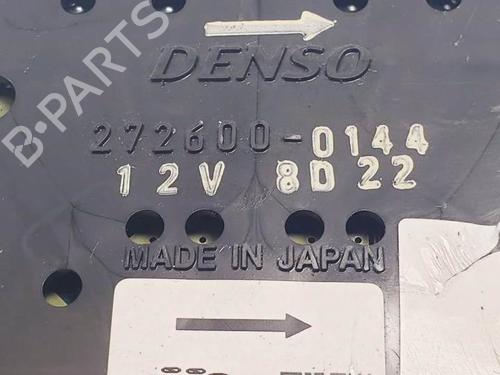 B-PARTS
DENSO
272600-0144
12V 8D22
MADE IN JAPAN